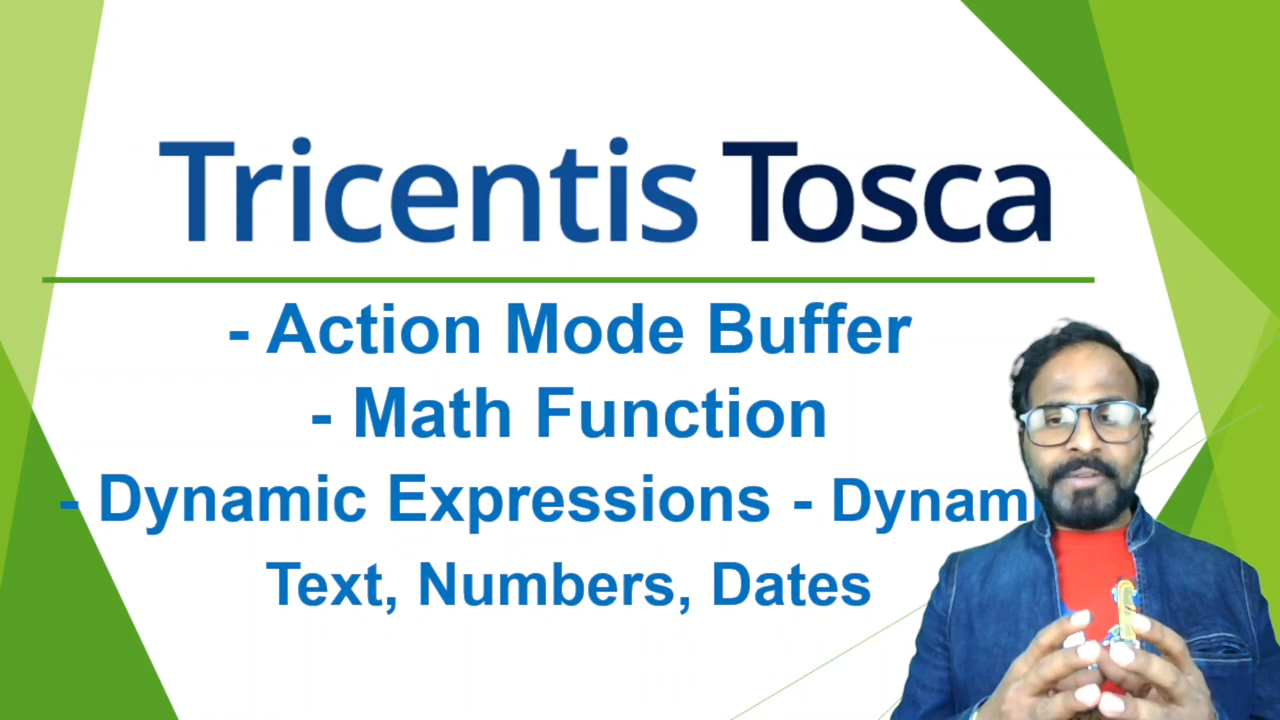 Tricentis Tosca
- Action Mode Buffer
- Math Function
- Dynamic Expressions - Dynam
Text, Numbers, Dates